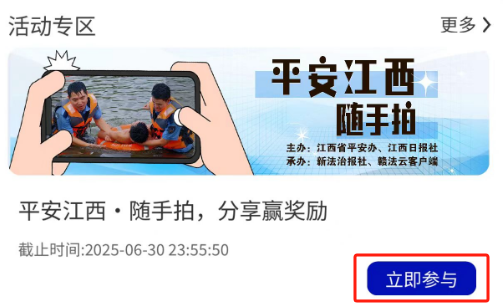 活动专区
更多
平安江西
随手拍
主办：江西省平安办、江西日报社
承办：新法治报社、赣法云客户端
平安江西·随手拍，分享赢奖励
截止时间:2025-06-30 23:55:50
立即参与